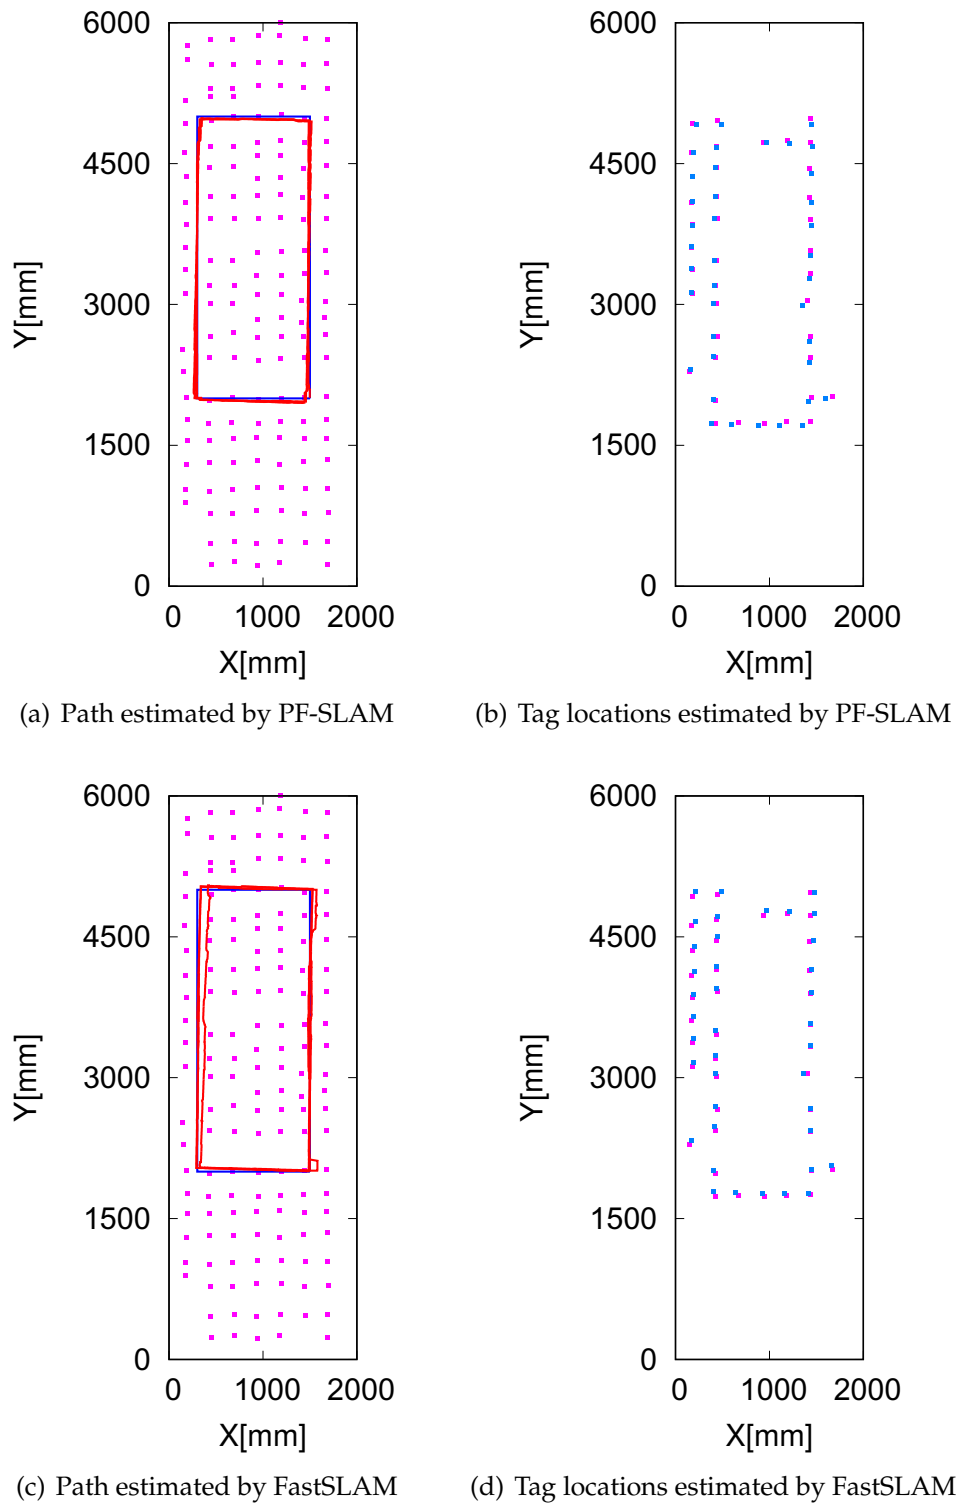 6000
4500
3000
1500
0
Y[mm]
0 1000 2000
X[mm]
(a) Path estimated by PF-SLAM
6000
4500
3000
1500
0
Y[mm]
0 1000 2000
X[mm]
(b) Tag locations estimated by PF-SLAM
6000
4500
3000
1500
0
Y[mm]
0 1000 2000
X[mm]
(c) Path estimated by FastSLAM
6000
4500
3000
1500
0
Y[mm]
0 1000 2000
X[mm]
(d) Tag locations estimated by FastSLAM